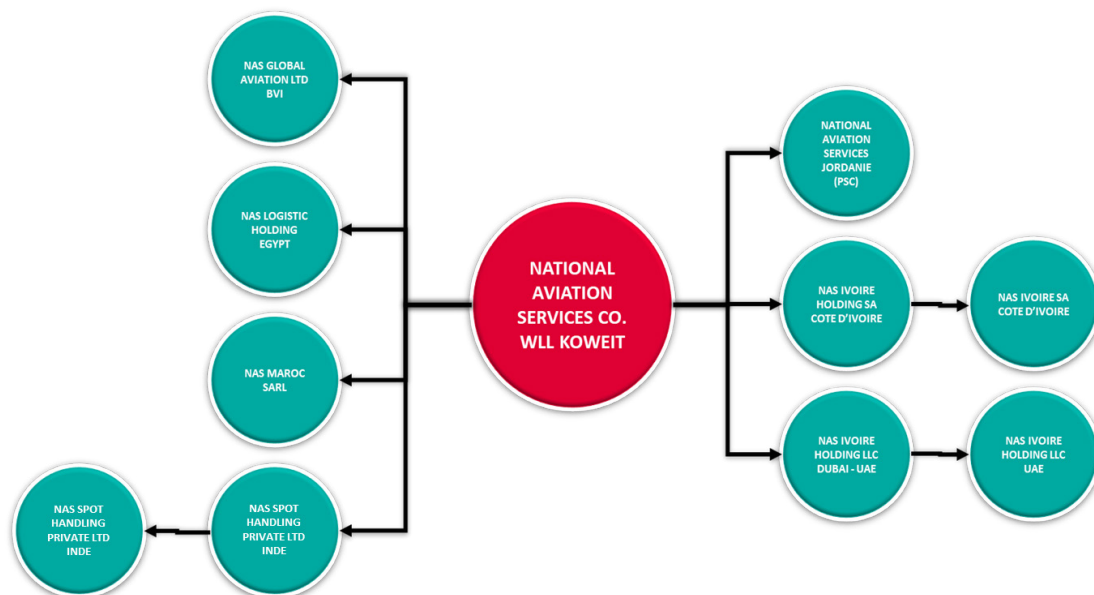 NAS GLOBAL
AVIATION LTD
BVI
NAS LOGISTIC
HOLDING
EGYPT
NAS MAROC
SARL
NAS SPOT
HANDLING
PRIVATE LTD
INDE
NAS SPOT
HANDLING
PRIVATE LTD
INDE
NATIONAL
AVIATION
SERVICES CO.
WLL KOWEIT
NATIONAL
AVIATION
SERVICES
JORDANIE
(PSC)
NAS IVOIRE
HOLDING SA
COTE D'IVOIRE
NAS IVOIRE SA
COTE D'IVOIRE
NAS IVOIRE
HOLDING LLC
DUBAI - UAE
NAS IVOIRE
HOLDING LLC
UAE